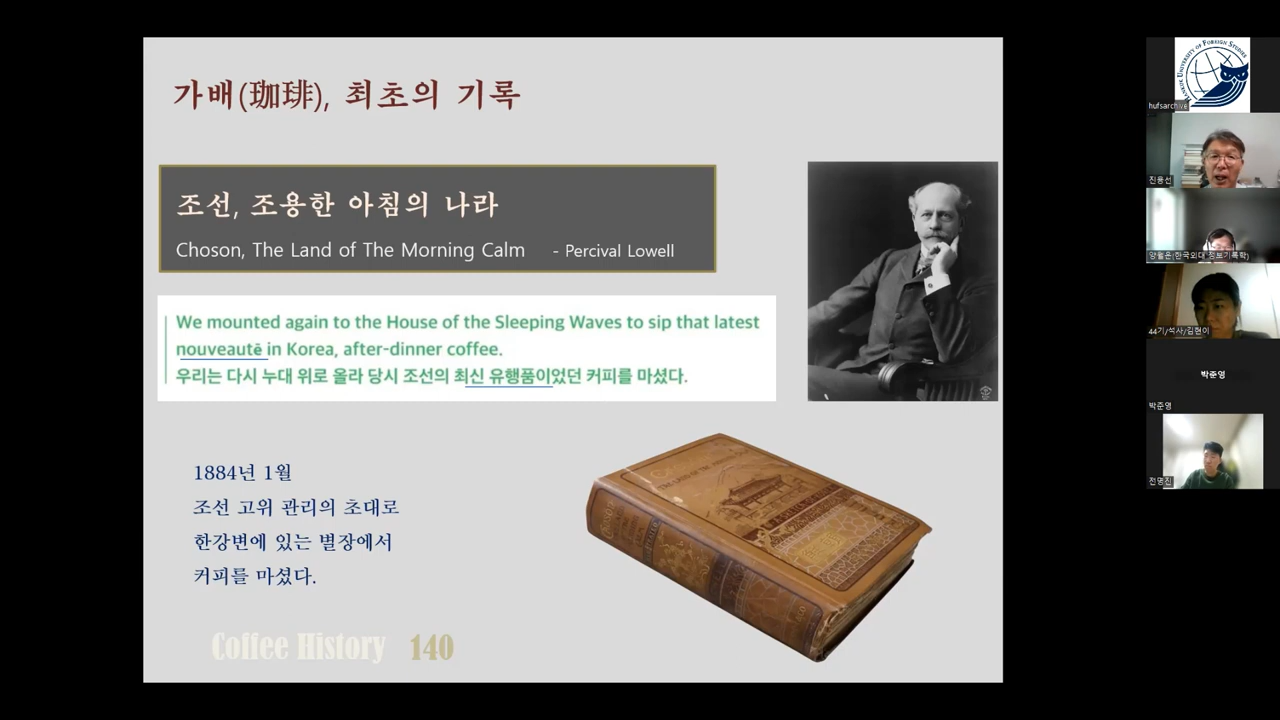 가배(珈琲), 최초의 기록
조선, 조용한 아침의 나라
Choson, The Land of The Morning Calm - Percival Lowell
We mounted again to the House of the Sleeping Waves to sip that latest
nouveautē in Korea, after-dinner coffee.
우리는 다시 누대 위로 올라 당시 조선의 최신 유행품이었던 커피를 마셨다.
1884년 1월
조선 고위 관리의 초대로
한강변에 있는 별장에서
커피를 마셨다.
Coffee History 140
UNIVERSITY OF FOREIGN STUDIES
hufsarchive
진용선
44기/석사/김현이
박준영
박준영
전명진